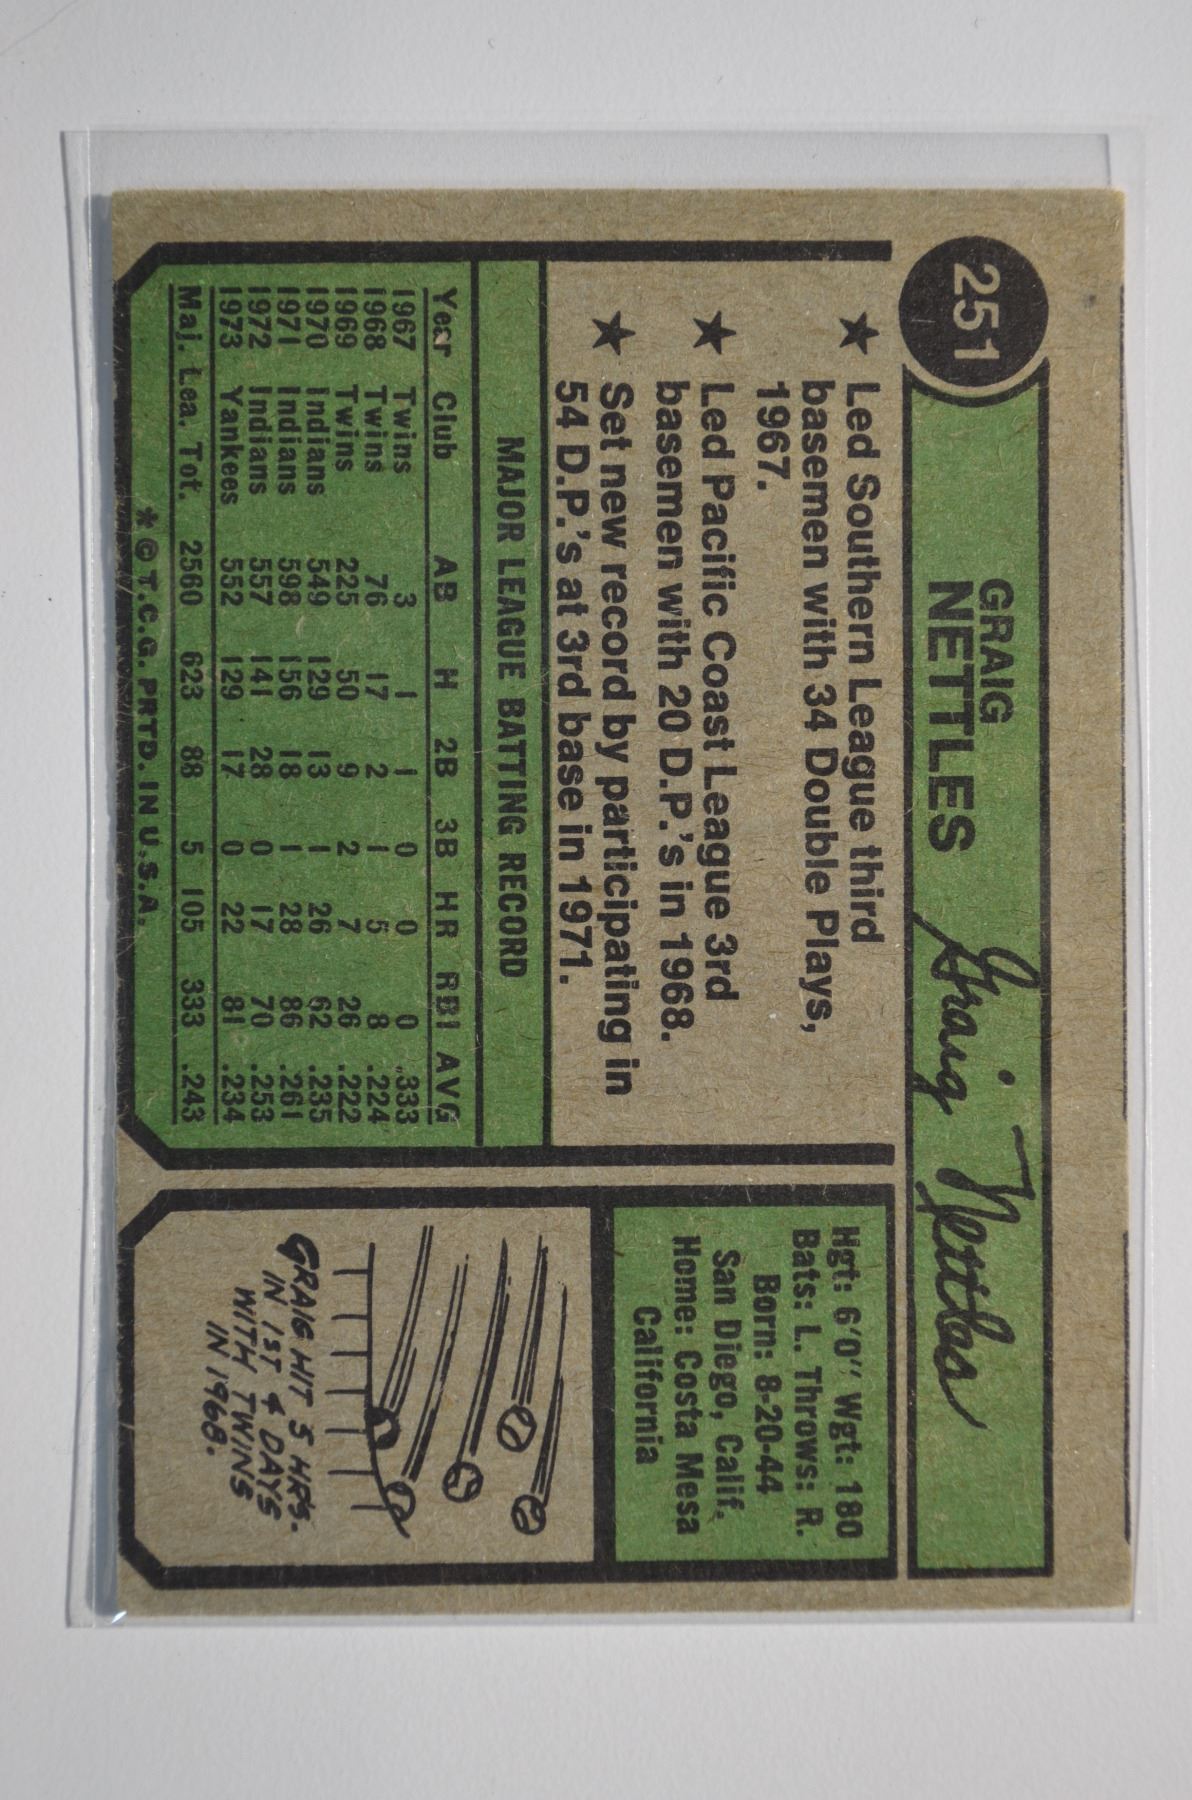 251
GRAIG
NETTLES
Graig Nettles
★ Led Southern League third
basemen with 34 Double Plays,
1967.
★ Led Pacific Coast League 3rd
basemen with 20 D.P.'s in 1968.
★ Set new record by participating in
54 D.P.'s at 3rd base in 1971.
MAJOR LEAGUE BATTING RECORD
Year Club AB H 2B 3B HR RBI AVG
1967 Twins 3 1 1 0 0 0 .333
1968 Twins 76 17 2 1 5 8 .224
1969 Twins 225 50 9 2 7 26 .222
1970 Indians 549 129 13 1 26 62 .235
1971 Indians 598 156 18 1 28 86 .261
1972 Indians 557 141 28 0 17 70 .253
1973 Yankees 552 129 17 0 22 81 .234
Maj. Lea. Tot. 2560 623 88 5 105 333 .243
* © T.C.G. PRTD. IN U.S.A.
Hgt: 6'0" Wgt: 180
Bats: L. Throws: R.
Born: 8-20-44
San Diego, Calif.
Home: Costa Mesa
California
GRAIG HIT 5 HR'S.
IN 1ST 4 DAYS
WITH TWINS
IN 1968.